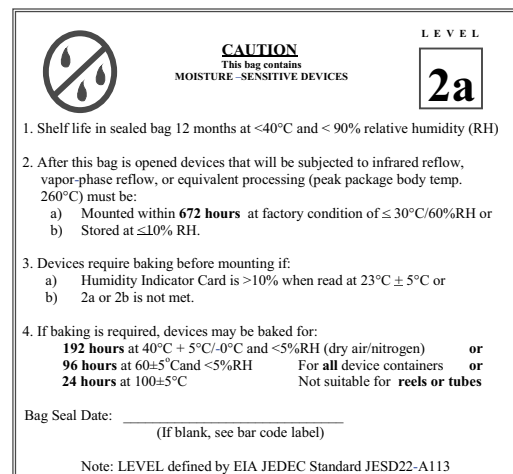 L E V E L
CAUTION
This bag contains
MOISTURE –SENSITIVE DEVICES
2a
1. Shelf life in sealed bag 12 months at <40°C and < 90% relative humidity (RH)
2. After this bag is opened devices that will be subjected to infrared reflow,
vapor-phase reflow, or equivalent processing (peak package body temp.
260°C) must be:
a) Mounted within 672 hours at factory condition of ≤ 30°C/60%RH or
b) Stored at ≤10% RH.
3. Devices require baking before mounting if:
a) Humidity Indicator Card is >10% when read at 23°C ± 5°C or
b) 2a or 2b is not met.
4. If baking is required, devices may be baked for:
192 hours at 40°C + 5°C/-0°C and <5%RH (dry air/nitrogen) or
96 hours at 60±5°Cand <5%RH For all device containers or
24 hours at 100±5°C Not suitable for reels or tubes
Bag Seal Date: ________________________________
(If blank, see bar code label)
Note: LEVEL defined by EIA JEDEC Standard JESD22-A113